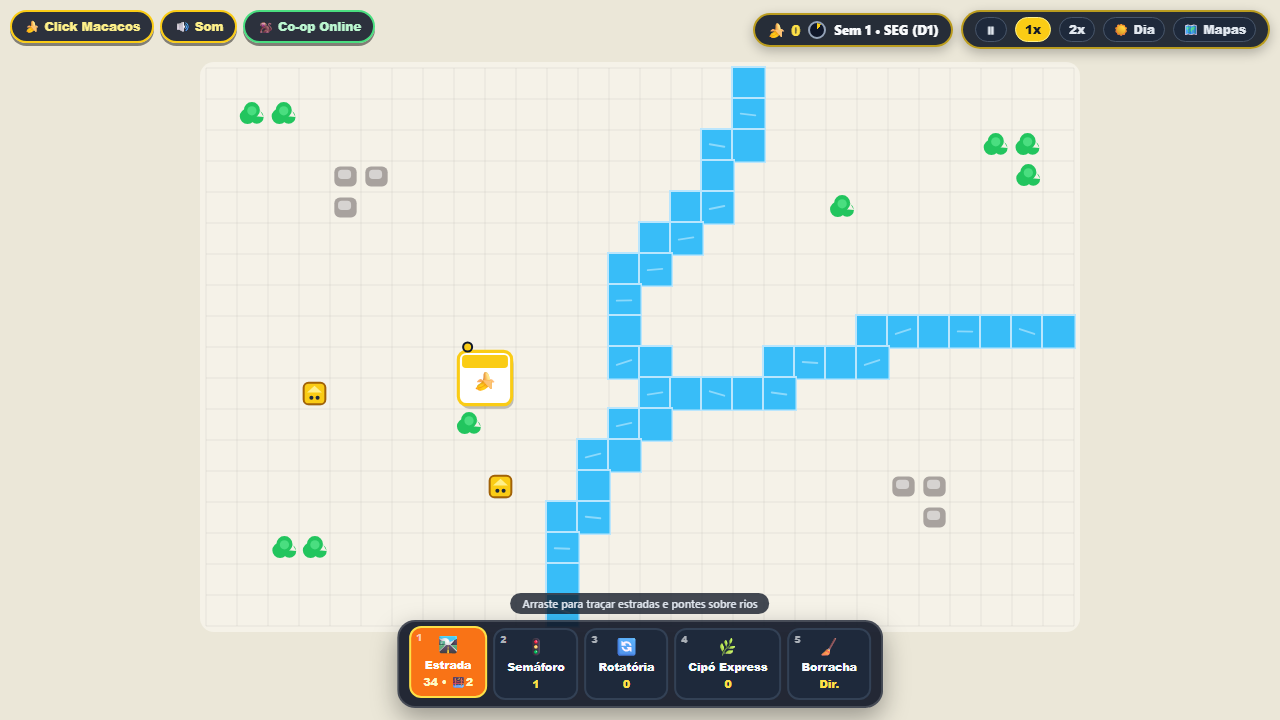 Click Macacos
Som
Co-op Online
0 Sem 1 • SEG (D1)
1x
2x
Dia
Mapas
Arraste para traçar estradas e pontes sobre rios
1
Estrada
34 • 2
2
Semáforo
1
3
Rotatória
0
4
Cipó Express
0
5
Borracha
Dir.